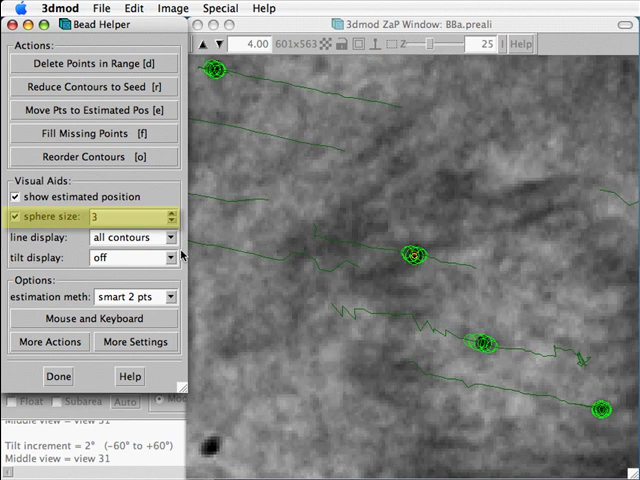 3dmod File Edit Image Special Help
Bead Helper
3dmod ZaP Window: BBa.preali
4.00 601x563 Z 25 I Help
Actions:
Delete Points in Range [d]
Reduce Contours to Seed [r]
Move Pts to Estimated Pos [e]
Fill Missing Points [f]
Reorder Contours [o]
Visual Aids:
show estimated position
sphere size: 3
line display: all contours
tilt display: off
Options:
estimation meth: smart 2 pts
Mouse and Keyboard
More Actions More Settings
Done Help
Float Subarea Auto
Middle view = view 31
Tilt increment = 2° (-60° to +60°)
Middle view = view 31